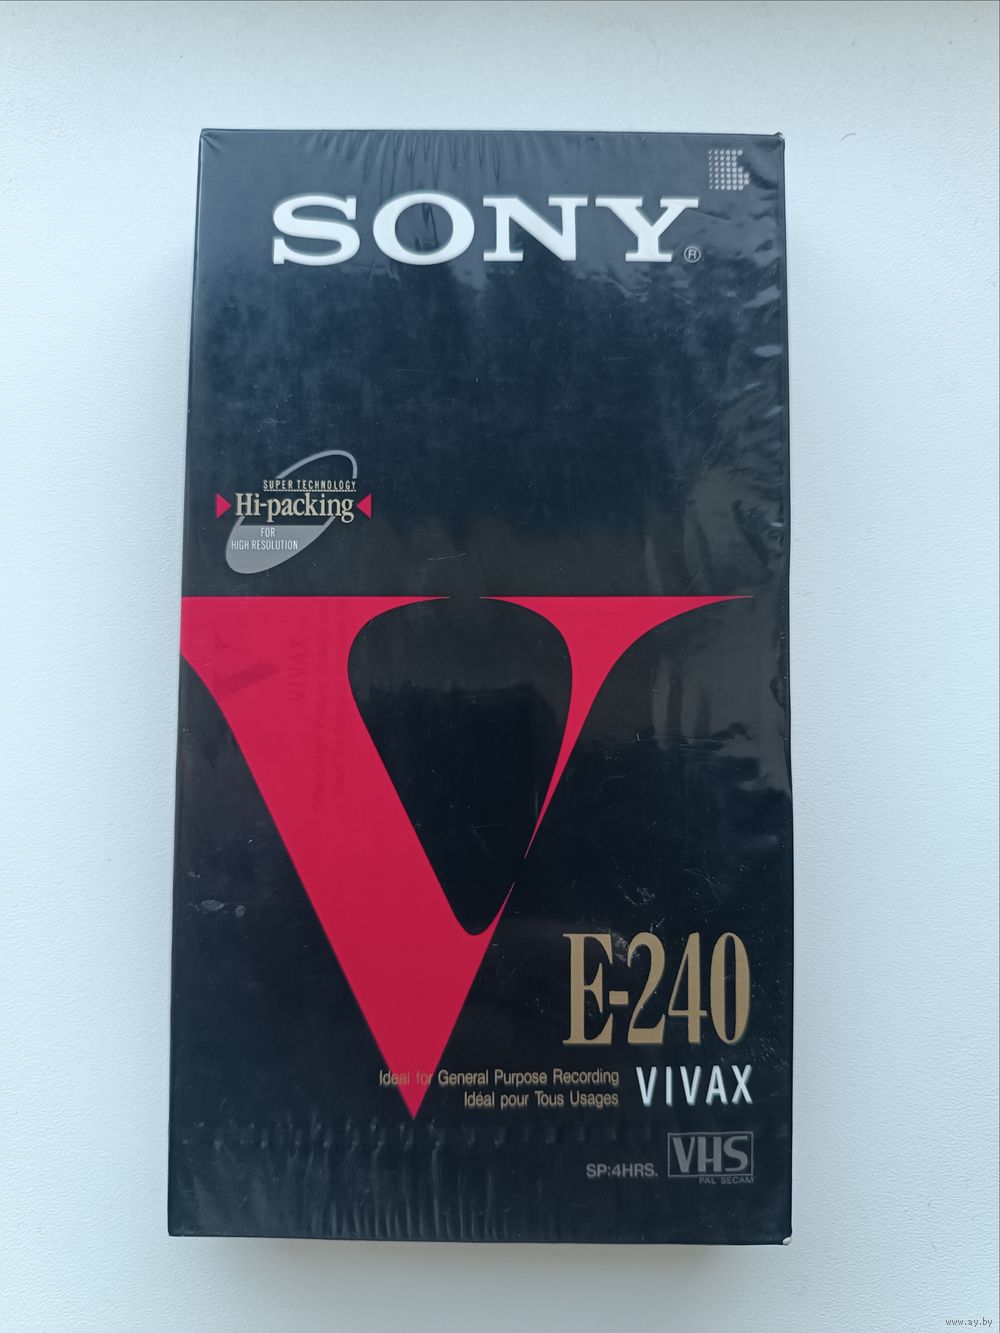 SONY®
SUPER TECHNOLOGY
Hi-packing
FOR
HIGH RESOLUTION
V
VIVAX
E-240
Ideal for General Purpose Recording
Idéal pour Tous Usages
VIVAX
SP:4HRS.
VHS
PAL SECAM
www.ay.by